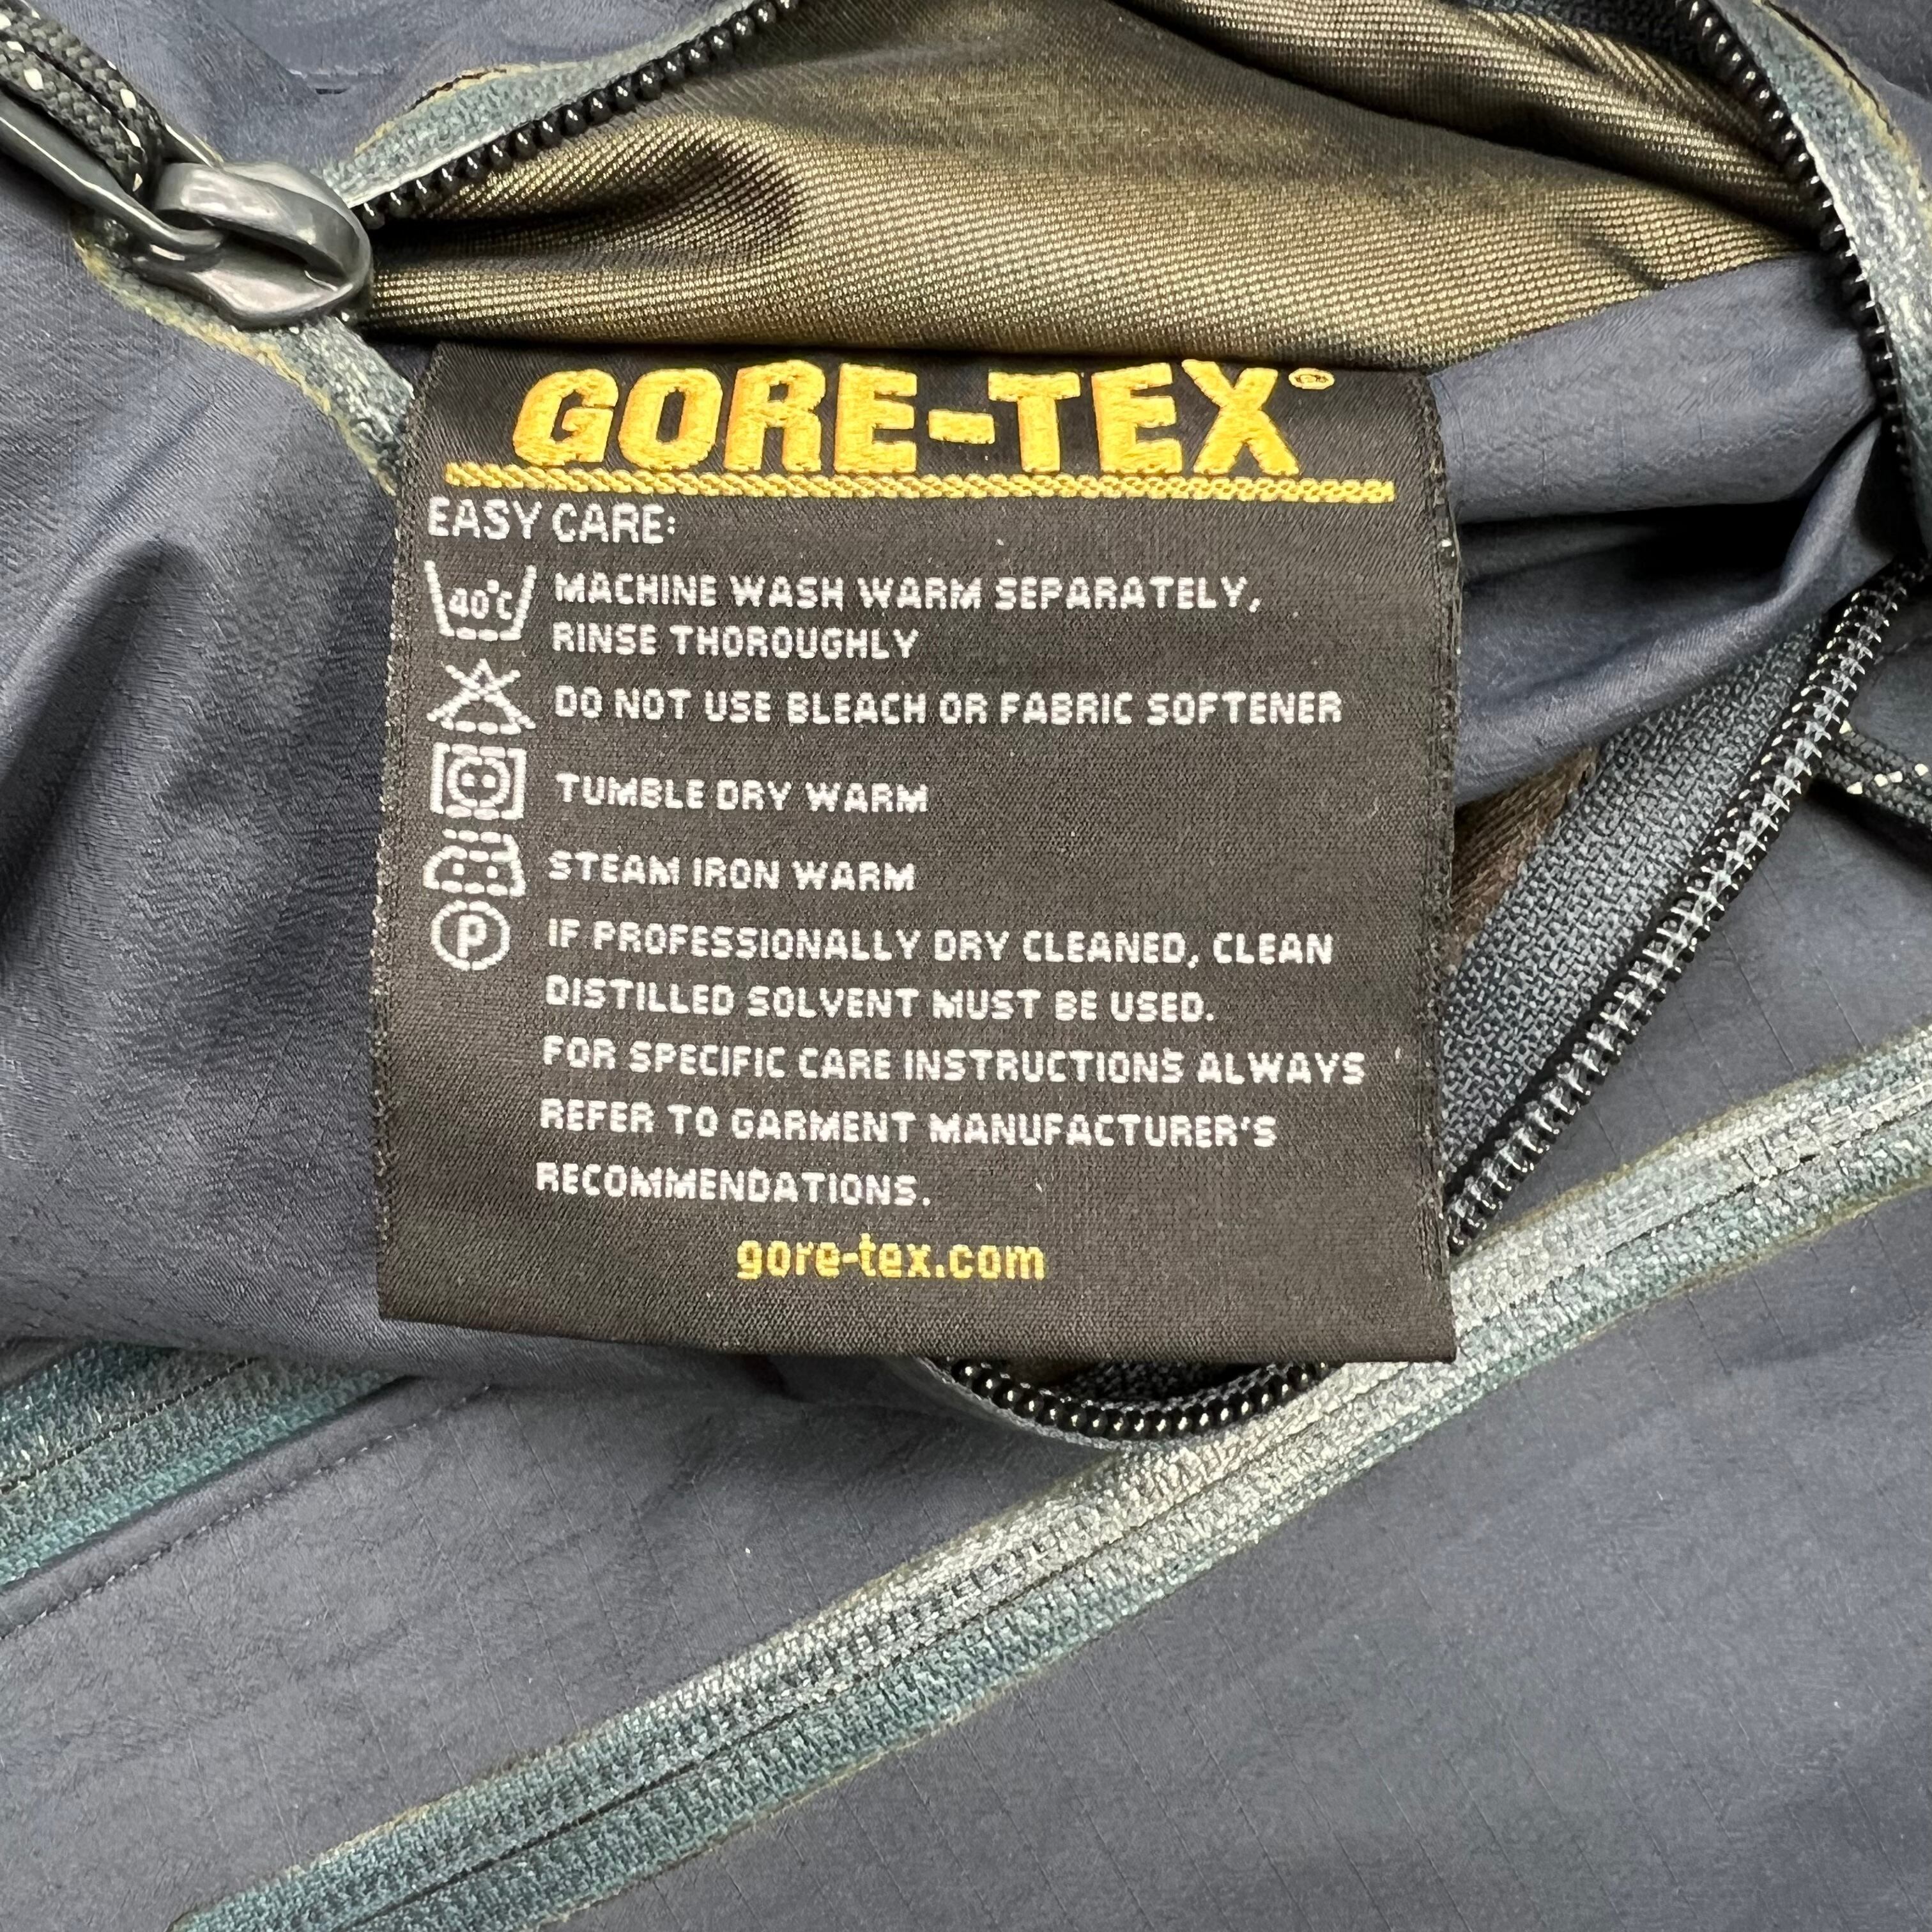 GORE-TEX®
EASY CARE:
40°C MACHINE WASH WARM SEPARATELY,
RINSE THOROUGHLY
DO NOT USE BLEACH OR FABRIC SOFTENER
TUMBLE DRY WARM
STEAM IRON WARM
P IF PROFESSIONALLY DRY CLEANED, CLEAN
DISTILLED SOLVENT MUST BE USED.
FOR SPECIFIC CARE INSTRUCTIONS ALWAYS
REFER TO GARMENT MANUFACTURER'S
RECOMMENDATIONS.
gore-tex.com